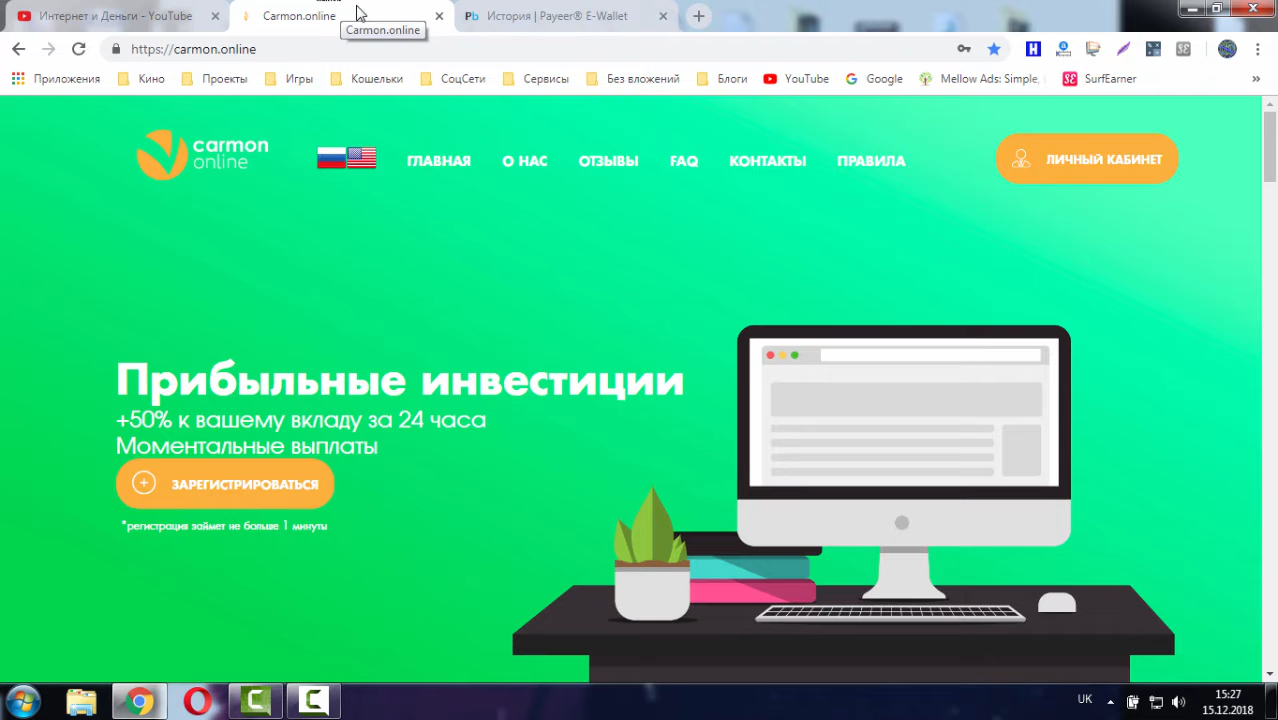 Интернет и Деньги - YouTube
Carmon.online
История | Payeer® E-Wallet
Carmon.online
https://carmon.online
Приложения
Кино
Проекты
Игры
Кошельки
СоцСети
Сервисы
Без вложений
Блоги
YouTube
Google
Mellow Ads: Simple,
SurfEarner
carmon
online
ГЛАВНАЯ
О НАС
ОТЗЫВЫ
FAQ
КОНТАКТЫ
ПРАВИЛА
ЛИЧНЫЙ КАБИНЕТ
Прибыльные инвестиции
+50% к вашему вкладу за 24 часа
Моментальные выплаты
ЗАРЕГИСТРИРОВАТЬСЯ
*регистрация займет не больше 1 минуты
UK
15:27
15.12.2018